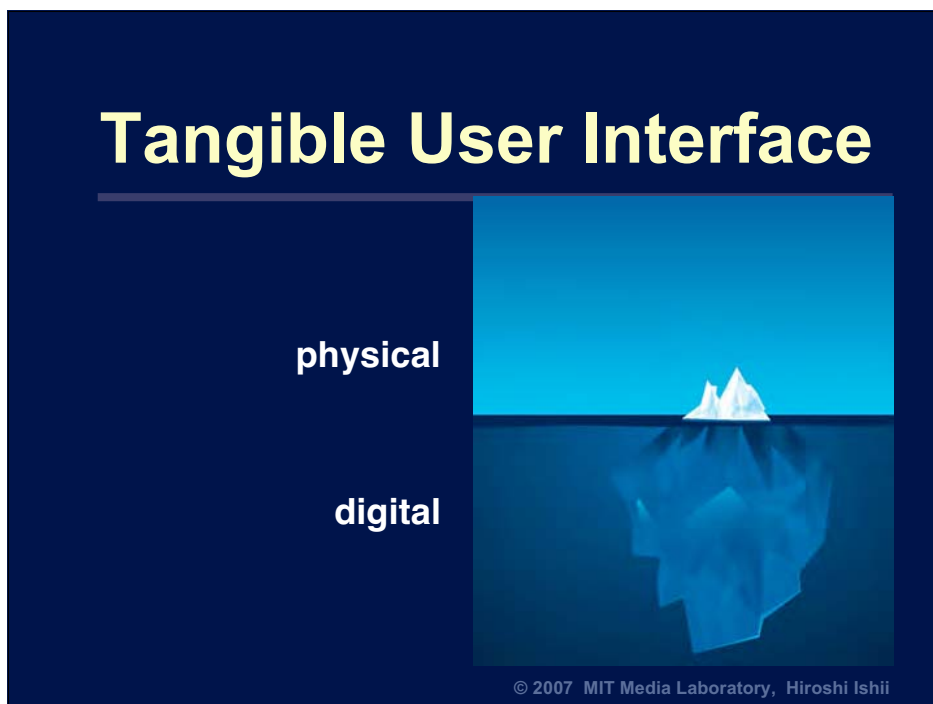 Tangible User Interface
physical
digital
© 2007 MIT Media Laboratory, Hiroshi Ishii